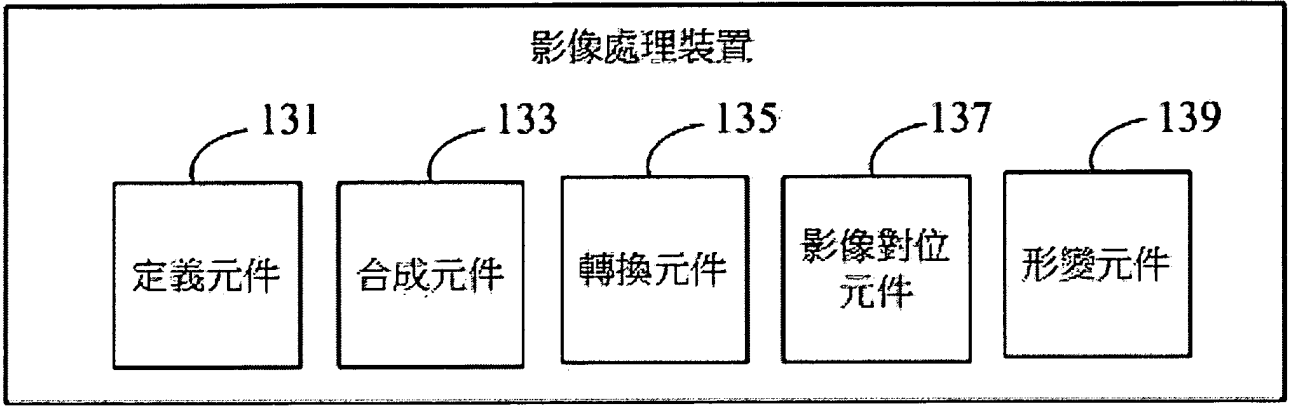 影像處理裝置
131
133
135
137
139
定義元件
合成元件
轉換元件
影像對位
元件
形變元件